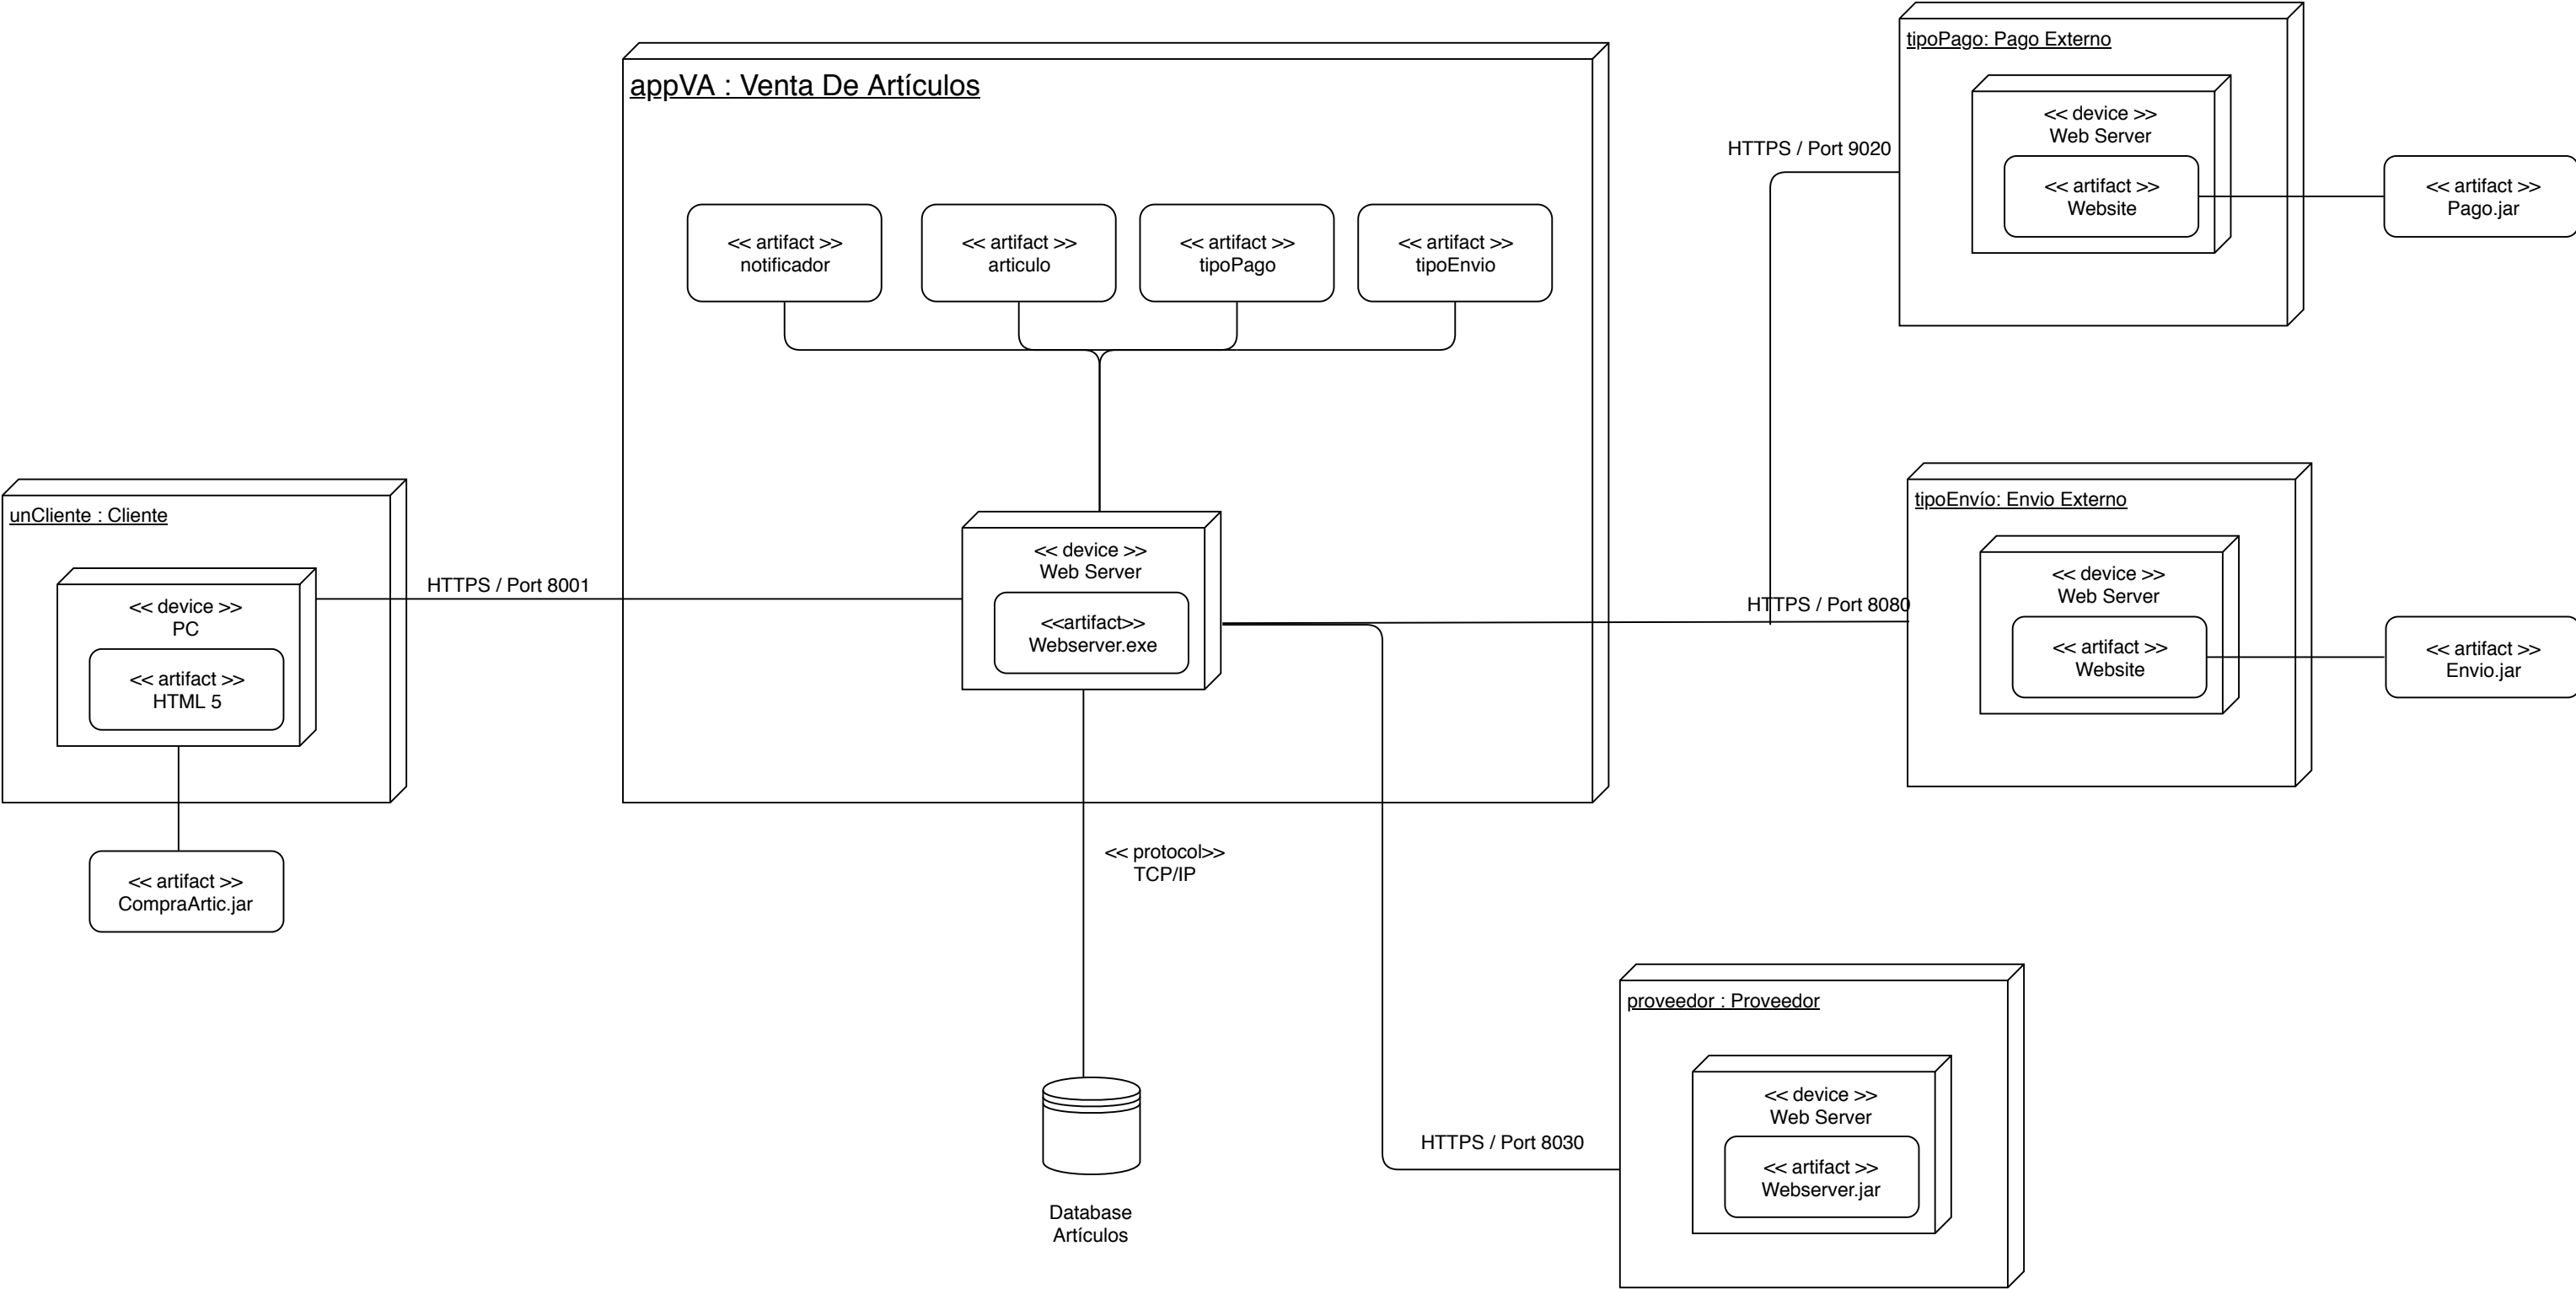 tipoPago: Pago Externo
appVA : Venta De Artículos
<< device >>
Web Server
HTTPS / Port 9020
<< artifact >>
Website
<< artifact >>
Pago.jar
<< artifact >>
notificador
<< artifact >>
articulo
<< artifact >>
tipoPago
<< artifact >>
tipoEnvio
unCliente : Cliente
<< device >>
PC
<< artifact >>
HTML 5
HTTPS / Port 8001
<< device >>
Web Server
<<artifact>>
Webserver.exe
HTTPS / Port 8080
tipoEnvío: Envio Externo
<< device >>
Web Server
<< artifact >>
Website
<< artifact >>
Envio.jar
<< artifact >>
CompraArtic.jar
<< protocol>>
TCP/IP
proveedor : Proveedor
<< device >>
Web Server
<< artifact >>
Webserver.jar
HTTPS / Port 8030
Database
Artículos